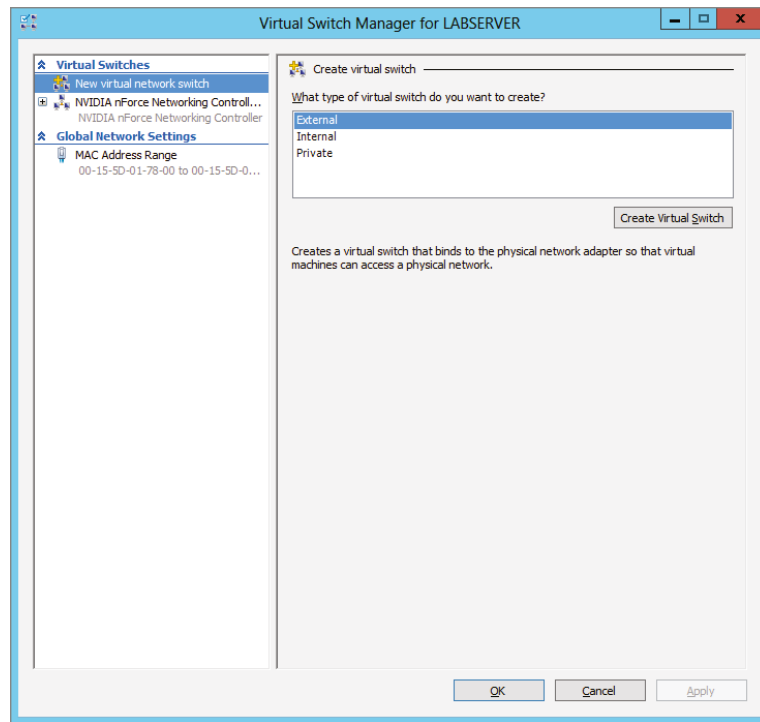 Virtual Switch Manager for LABSERVER
Virtual Switches
New virtual network switch
NVIDIA nForce Networking Controll...
NVIDIA nForce Networking Controller
Global Network Settings
MAC Address Range
00-15-5D-01-78-00 to 00-15-5D-0...
Create virtual switch
What type of virtual switch do you want to create?
External
Internal
Private
Create Virtual Switch
Creates a virtual switch that binds to the physical network adapter so that virtual
machines can access a physical network.
OK
Cancel
Apply